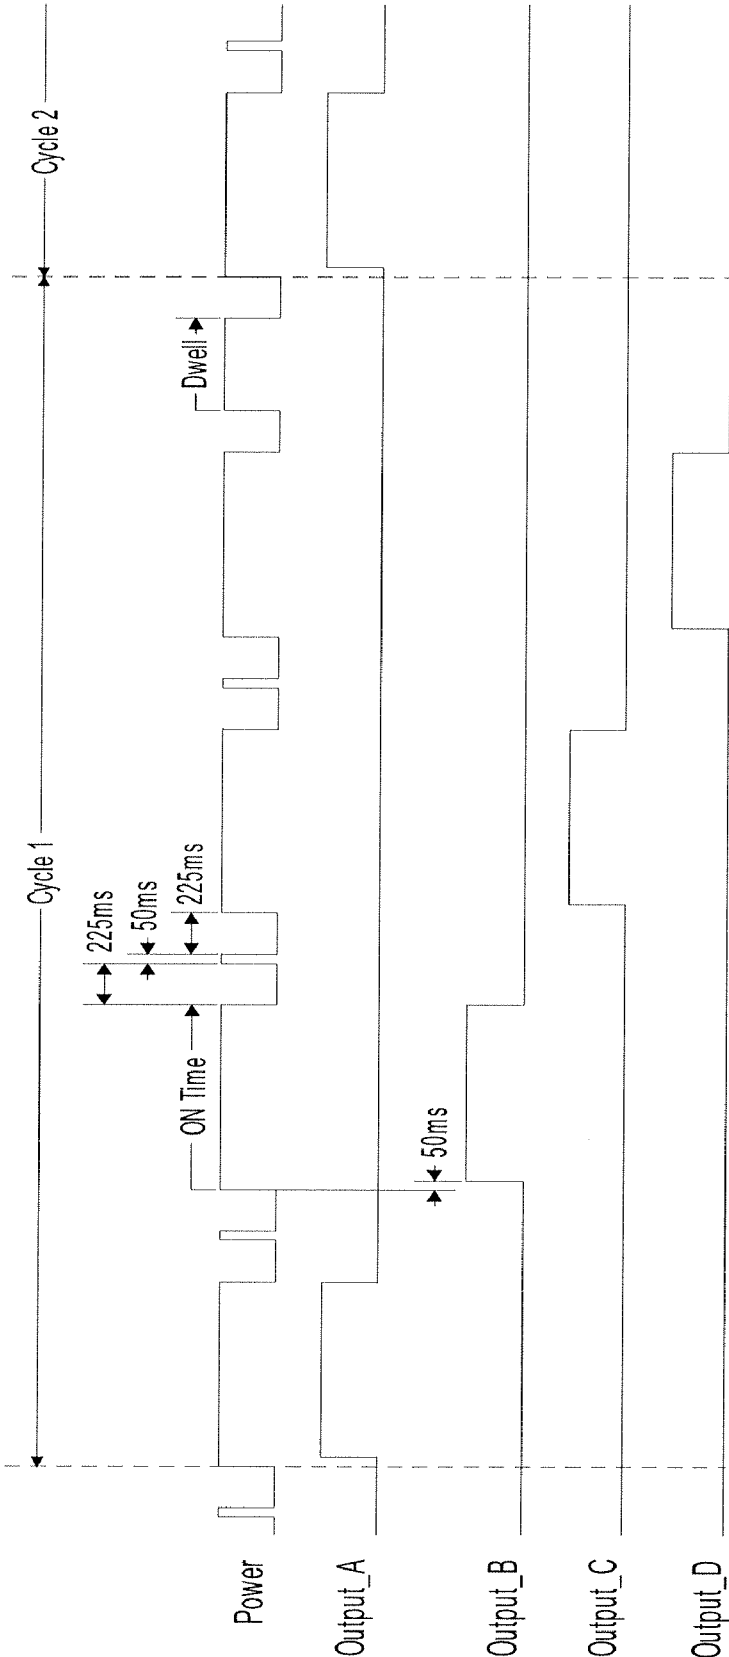 Cycle 1
Cycle 2
225ms
50ms
225ms
ON Time
Dwell
Power
Output_A
50ms
Output_B
Output_C
Output_D